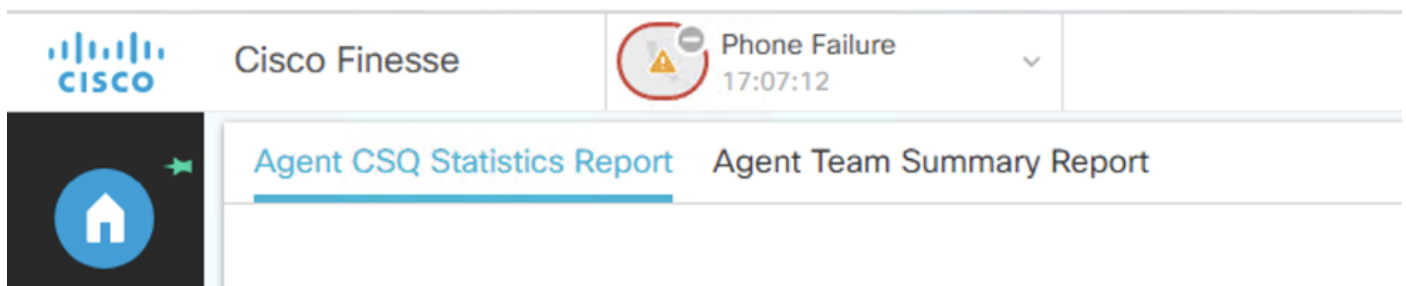 CISCO
Cisco Finesse
Phone Failure
17:07:12
Agent CSQ Statistics Report
Agent Team Summary Report